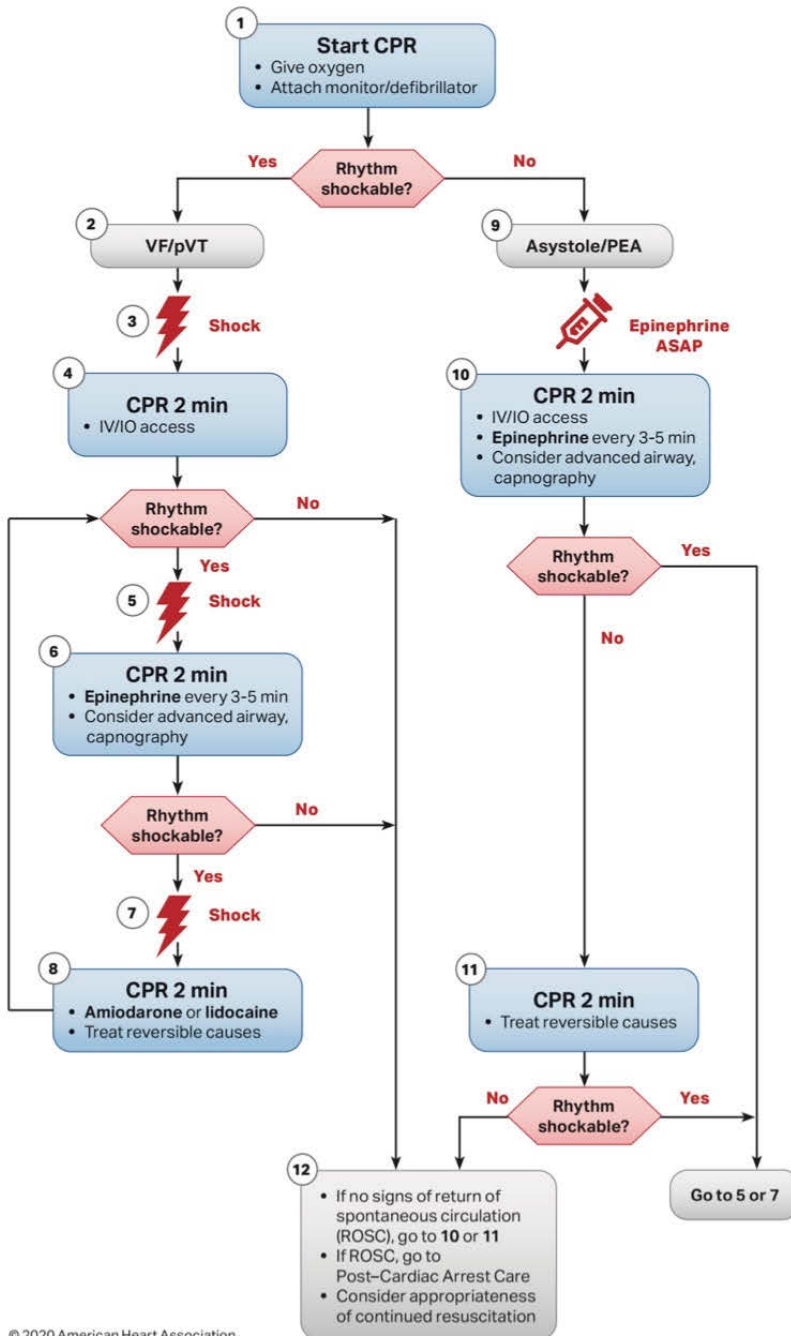 1
Start CPR
• Give oxygen
• Attach monitor/defibrillator
Yes
Rhythm
shockable?
No
2
VF/pVT
9
Asystole/PEA
3
Shock
Epinephrine
ASAP
4
CPR 2 min
• IV/IO access
10
CPR 2 min
• IV/IO access
• Epinephrine every 3-5 min
• Consider advanced airway,
capnography
Rhythm
shockable?
No
Yes
Rhythm
shockable?
Yes
No
5
Shock
6
CPR 2 min
• Epinephrine every 3-5 min
• Consider advanced airway,
capnography
Rhythm
shockable?
No
Yes
7
Shock
8
CPR 2 min
• Amiodarone or lidocaine
• Treat reversible causes
11
CPR 2 min
• Treat reversible causes
No
Rhythm
shockable?
Yes
12
• If no signs of return of
spontaneous circulation
(ROSC), go to 10 or 11
• If ROSC, go to
Post–Cardiac Arrest Care
• Consider appropriateness
of continued resuscitation
Go to 5 or 7
© 2020 American Heart Association